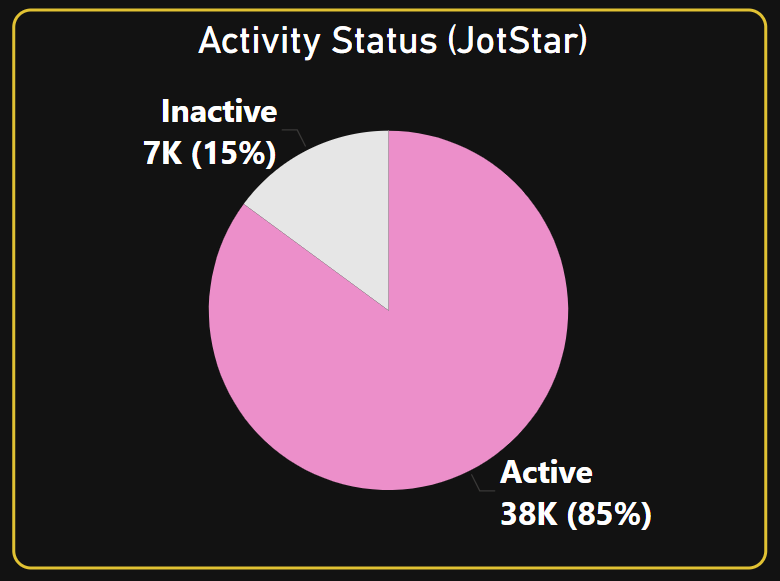 Activity Status (JotStar)
Inactive
7K (15%)
Active
38K (85%)